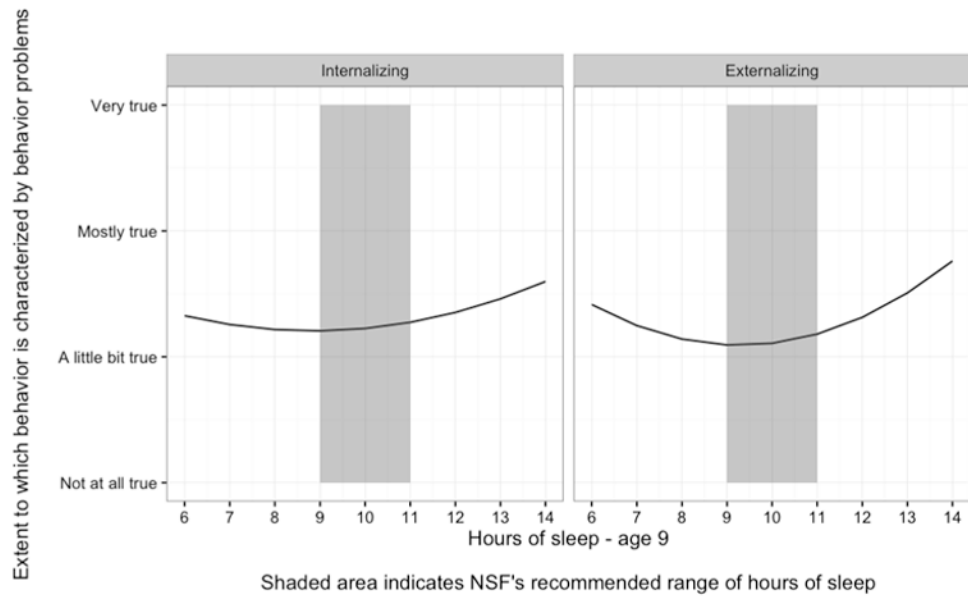 Extent to which behavior is characterized by behavior problems
Internalizing
Externalizing
Very true
Mostly true
A little bit true
Not at all true
6 7 8 9 10 11 12 13 14
6 7 8 9 10 11 12 13 14
Hours of sleep - age 9
Shaded area indicates NSF's recommended range of hours of sleep